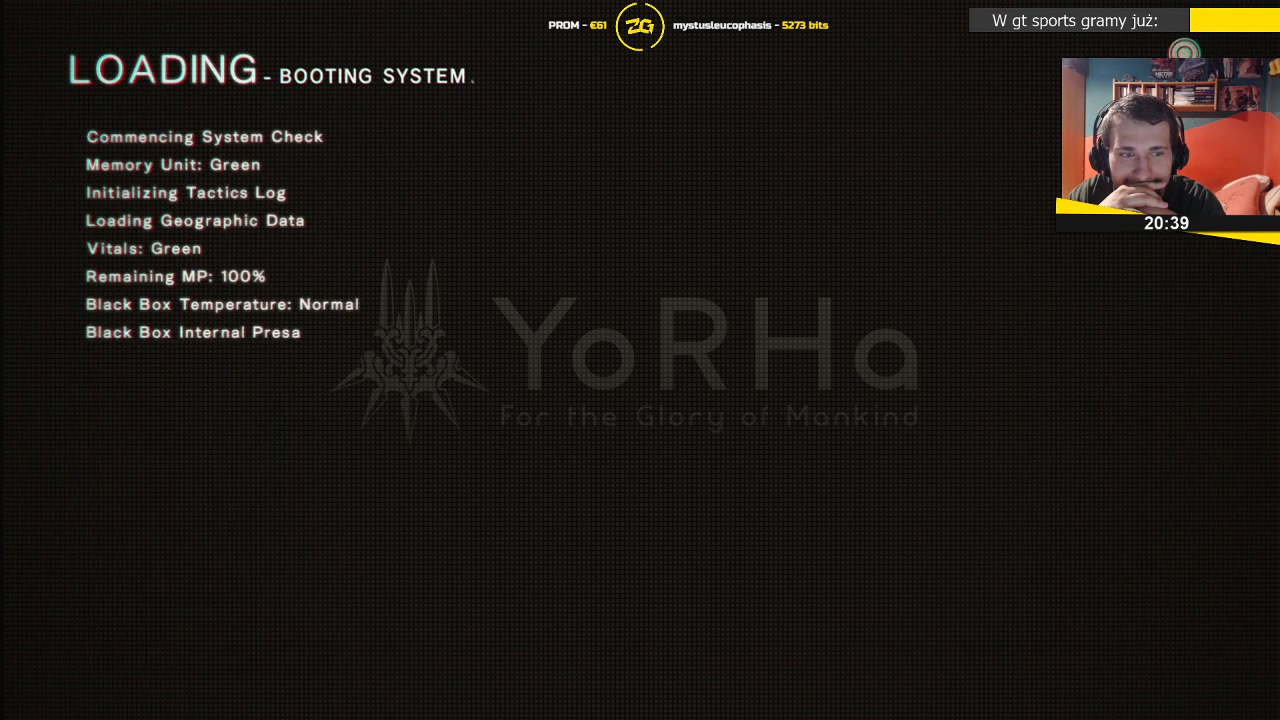 PROM - €61
ZG
mystusleucophasis - 5273 bits
W gt sports gramy już:
LOADING - BOOTING SYSTEM.
Commencing System Check
Memory Unit: Green
Initializing Tactics Log
Loading Geographic Data
Vitals: Green
Remaining MP: 100%
Black Box Temperature: Normal
Black Box Internal Presa
YoRHa
For the Glory of Mankind
20:39